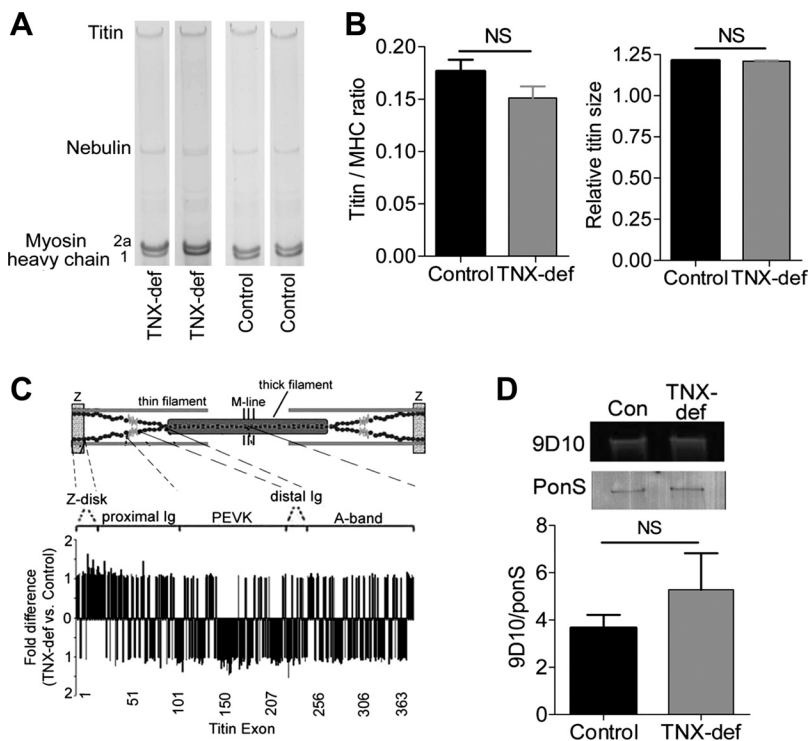 A
Titin
Nebulin
Myosin
heavy chain
2a
1
TNX-def
TNX-def
Control
Control
B
NS
Titin / MHC ratio
0.20
0.15
0.10
0.05
0.00
Control TNX-def
NS
Relative titin size
1.25
1.00
0.75
0.50
0.25
0.00
Control TNX-def
C
Z
thin filament
M-line
thick filament
Z
Z-disk
proximal Ig
PEVK
distal Ig
A-band
Fold difference
(TNX-def vs. Control)
2
1
0
1
2
1
51
101
150
207
256
306
363
Titin Exon
D
Con
TNX-
def
9D10
PonS
NS
9D10/ponS
8
6
4
2
0
Control
TNX-def